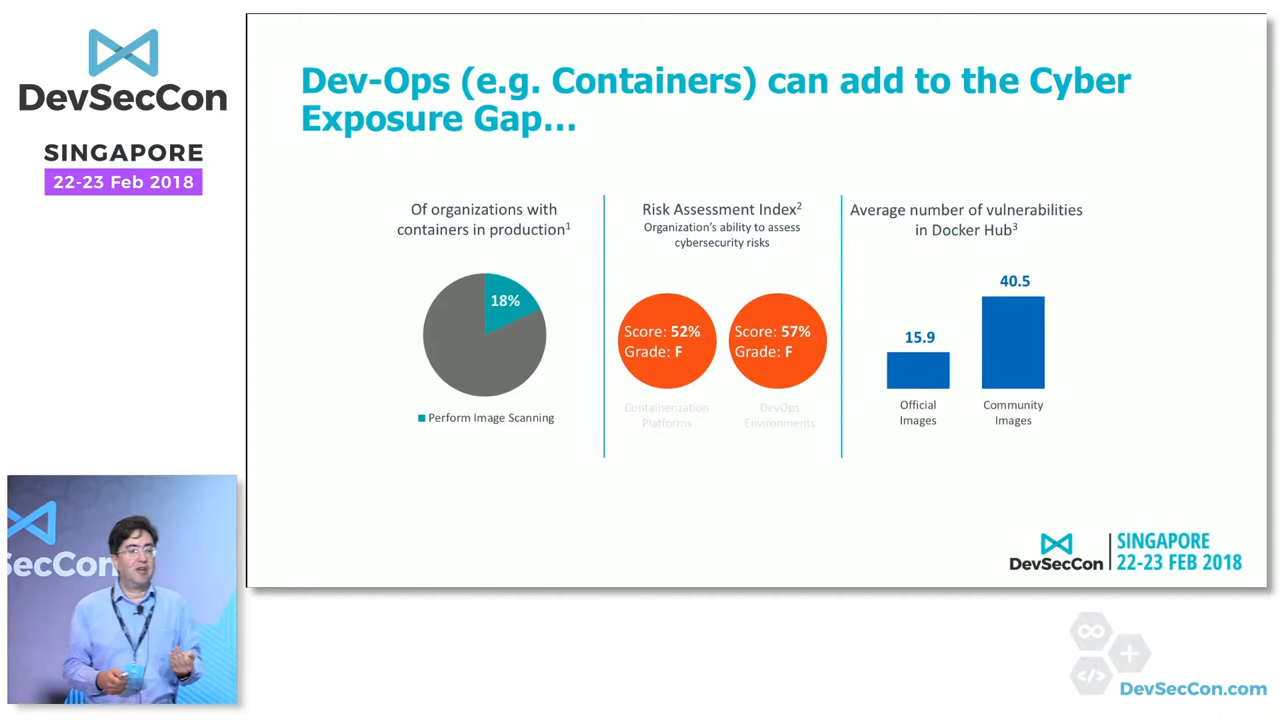 DevSecCon
SINGAPORE
22-23 Feb 2018
Dev-Ops (e.g. Containers) can add to the Cyber
Exposure Gap...
Of organizations with
containers in production1
18%
Perform Image Scanning
Risk Assessment Index2
Organization's ability to assess
cybersecurity risks
Score: 52%
Grade: F
Score: 57%
Grade: F
Containerization
Platforms
DevOps
Environments
Average number of vulnerabilities
in Docker Hub3
40.5
15.9
Official
Images
Community
Images
SecCon
DevSecCon
SINGAPORE
22-23 FEB 2018
DevSecCon.com